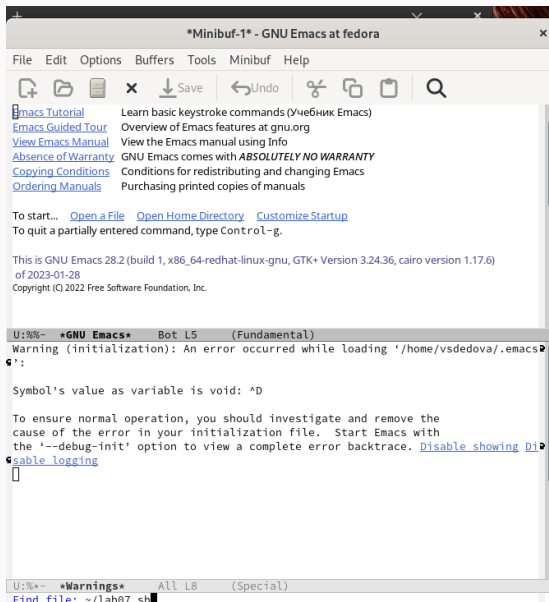 *Minibuf-1* - GNU Emacs at fedora
File Edit Options Buffers Tools Minibuf Help
Save Undo
Emacs Tutorial Learn basic keystroke commands (Учебник Emacs)
Emacs Guided Tour Overview of Emacs features at gnu.org
View Emacs Manual View the Emacs manual using Info
Absence of Warranty GNU Emacs comes with ABSOLUTELY NO WARRANTY
Copying Conditions Conditions for redistributing and changing Emacs
Ordering Manuals Purchasing printed copies of manuals
To start... Open a File Open Home Directory Customize Startup
To quit a partially entered command, type Control-g.
This is GNU Emacs 28.2 (build 1, x86_64-redhat-linux-gnu, GTK+ Version 3.24.36, cairo version 1.17.6)
of 2023-01-28
Copyright (C) 2022 Free Software Foundation, Inc.
U:%%- *GNU Emacs* Bot L5 (Fundamental)
Warning (initialization): An error occurred while loading ‘/home/vsdedova/.emacs
’:
Symbol's value as variable is void: ^D
To ensure normal operation, you should investigate and remove the
cause of the error in your initialization file. Start Emacs with
the ‘--debug-init’ option to view a complete error backtrace. Disable showing Di
sable logging
U:%*- *Warnings* All L8 (Special)
Find file: ~/lab07.sh